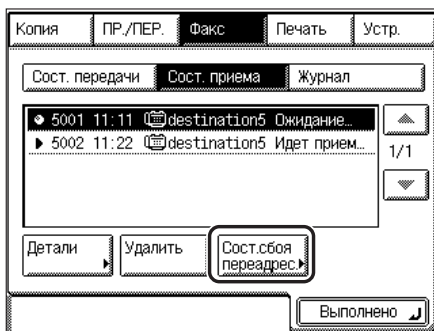 Копия ПР./ПЕР. Факс Печать Устр.
Сост. передачи Сост. приема Журнал
5001 11:11 destination5 Ожидание...
5002 11:22 destination5 Идет прием...
1/1
Детали Удалить Сост.сбоя
переадрес.
Выполнено